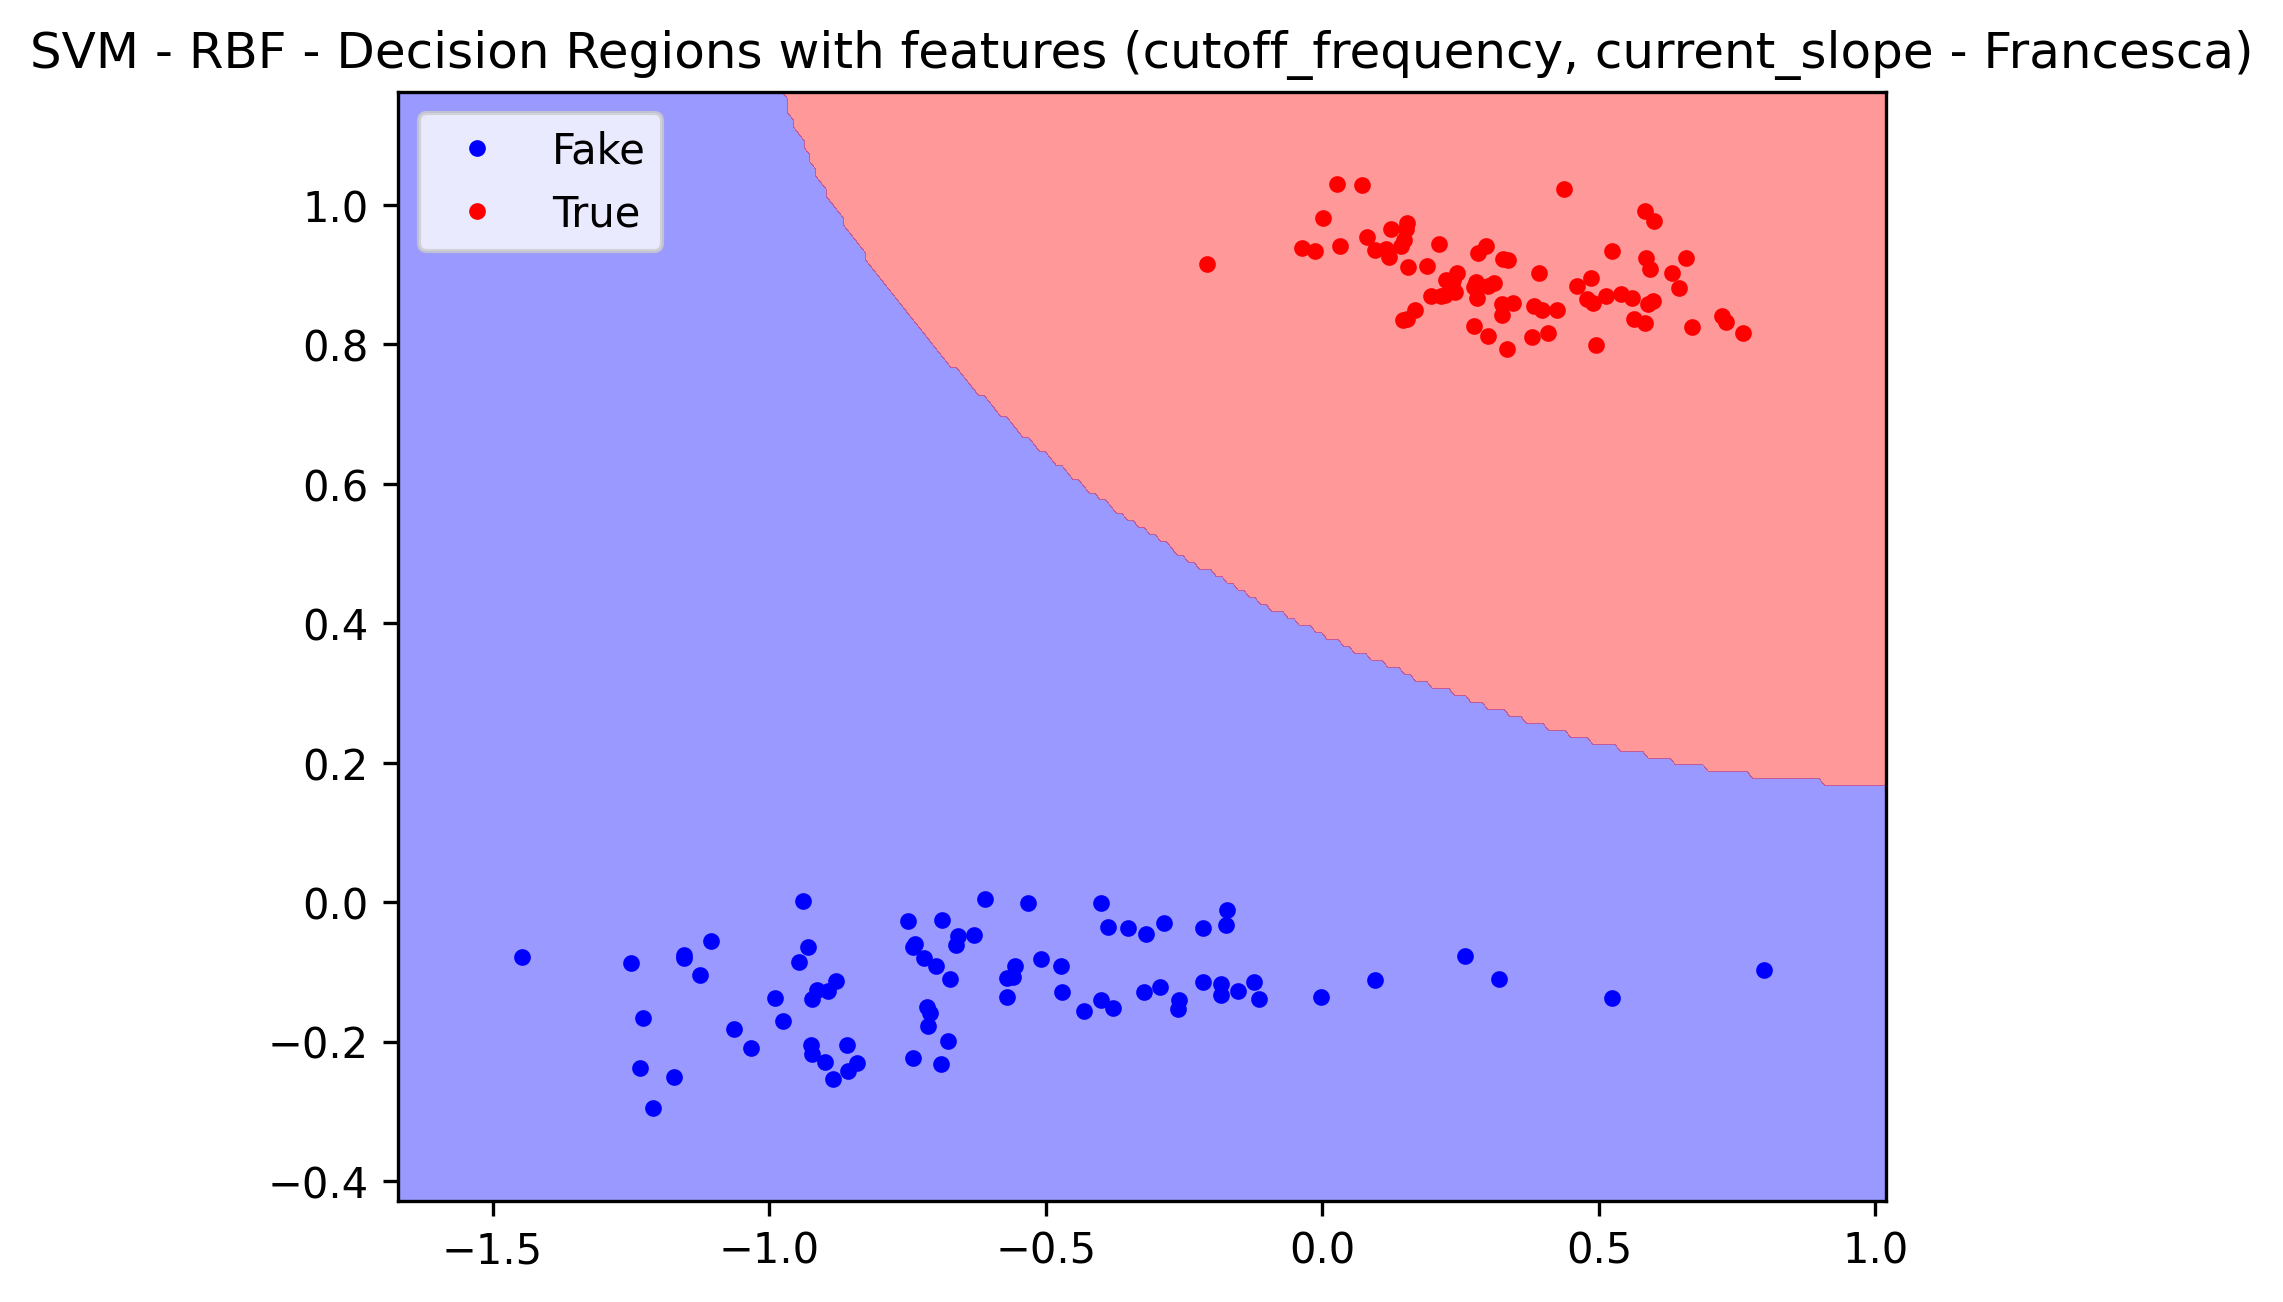 SVM - RBF - Decision Regions with features (cutoff_frequency, current_slope - Francesca)
Fake
True
1.0
0.8
0.6
0.4
0.2
0.0
−0.2
−0.4
−1.5 −1.0 −0.5 0.0 0.5 1.0